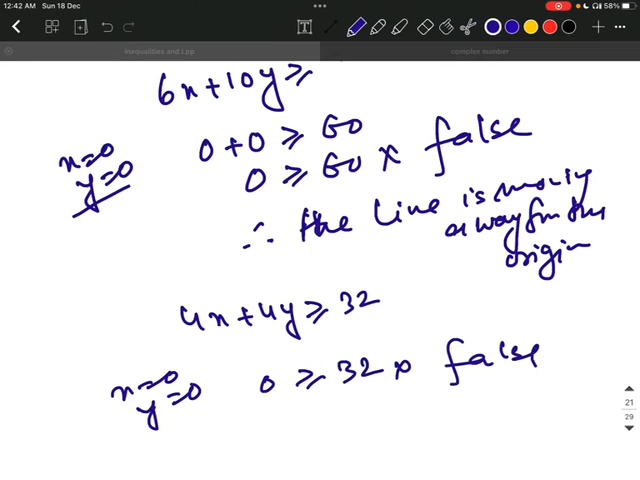 12:42 AM Sun 18 Dec
58%
Inequalities and Lpp
complex number
6x+10y≥
x=0
y=0
0+0 ≥ 60
0 ≥ 60 × false
∴ the line is moving
away from the
origin
4x+4y≥32
x=0
y=0
0 ≥ 32 × false
21
29